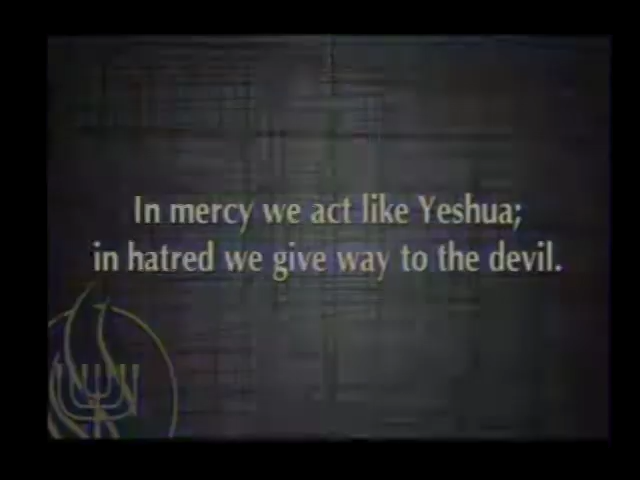 In mercy we act like Yeshua;
in hatred we give way to the devil.